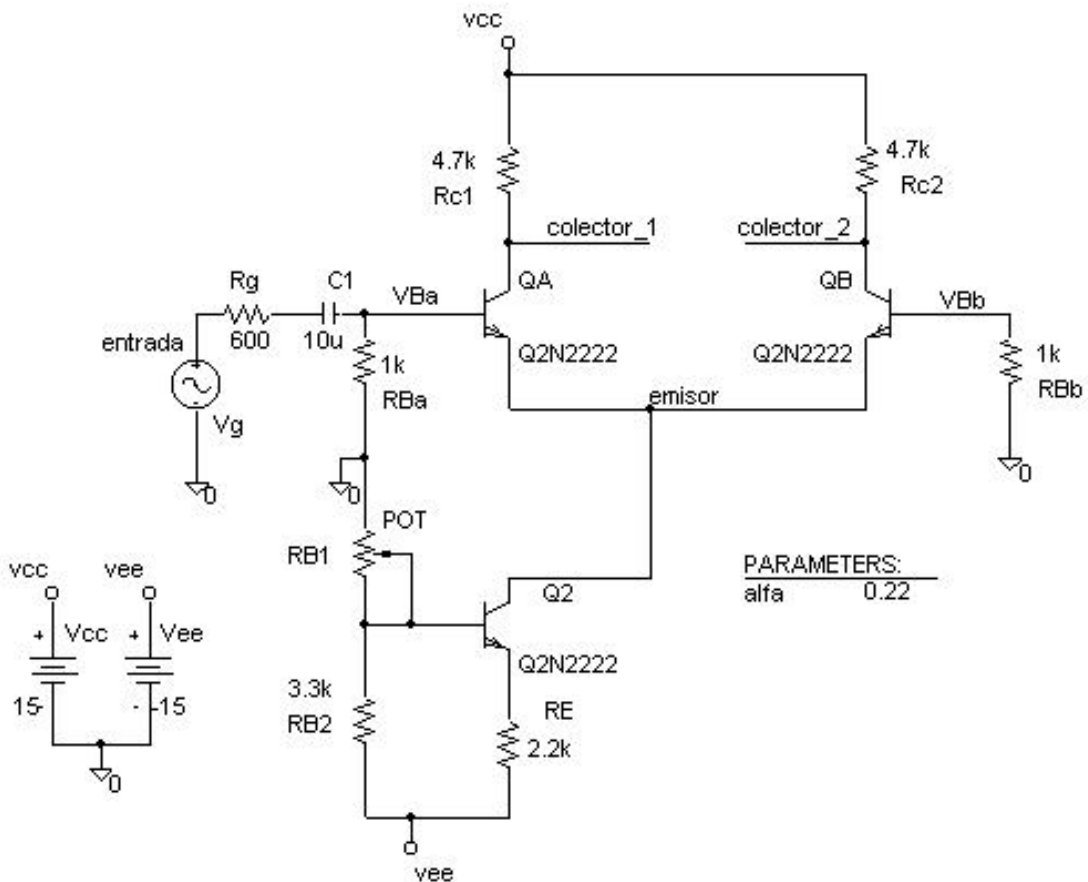 vcc
4.7k
Rc1
4.7k
Rc2
colector_1
colector_2
Rg
C1
VBa
QA
QB
VBb
entrada
600
10u
1k
RBa
Q2N2222
Q2N2222
1k
RBb
Vg
emisor
0
0
0
POT
RB1
vcc
vee
Q2
PARAMETERS:
alfa 0.22
+
Vcc
+
Vee
Q2N2222
15
-
-
-15
3.3k
RB2
RE
2.2k
0
vee